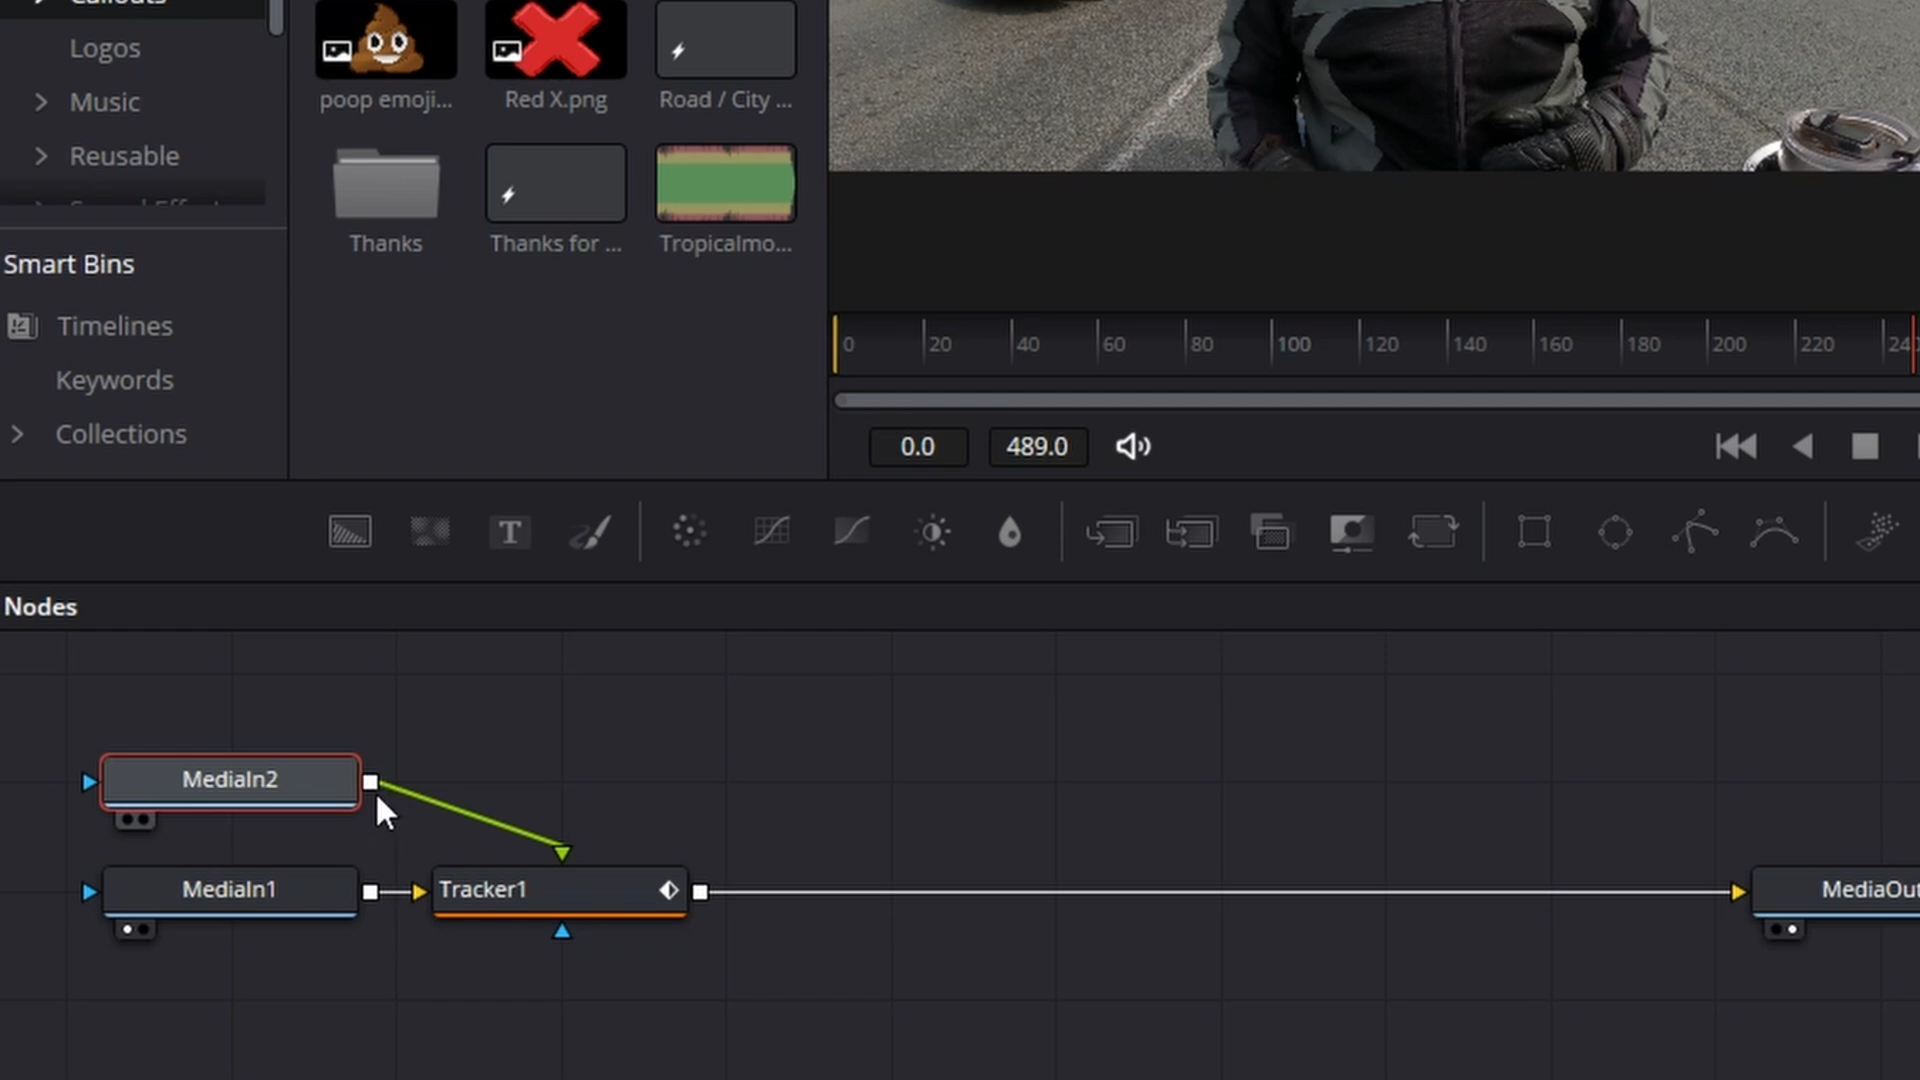 Callouts
Logos
Music
Reusable
Smart Bins
Timelines
Keywords
Collections
poop emoji...
Red X.png
Road / City ...
Thanks
Thanks for ...
Tropicalmo...
0 20 40 60 80 100 120 140 160 180 200 220 24
0.0 489.0
T
Nodes
MediaIn2
MediaIn1
Tracker1
MediaOut